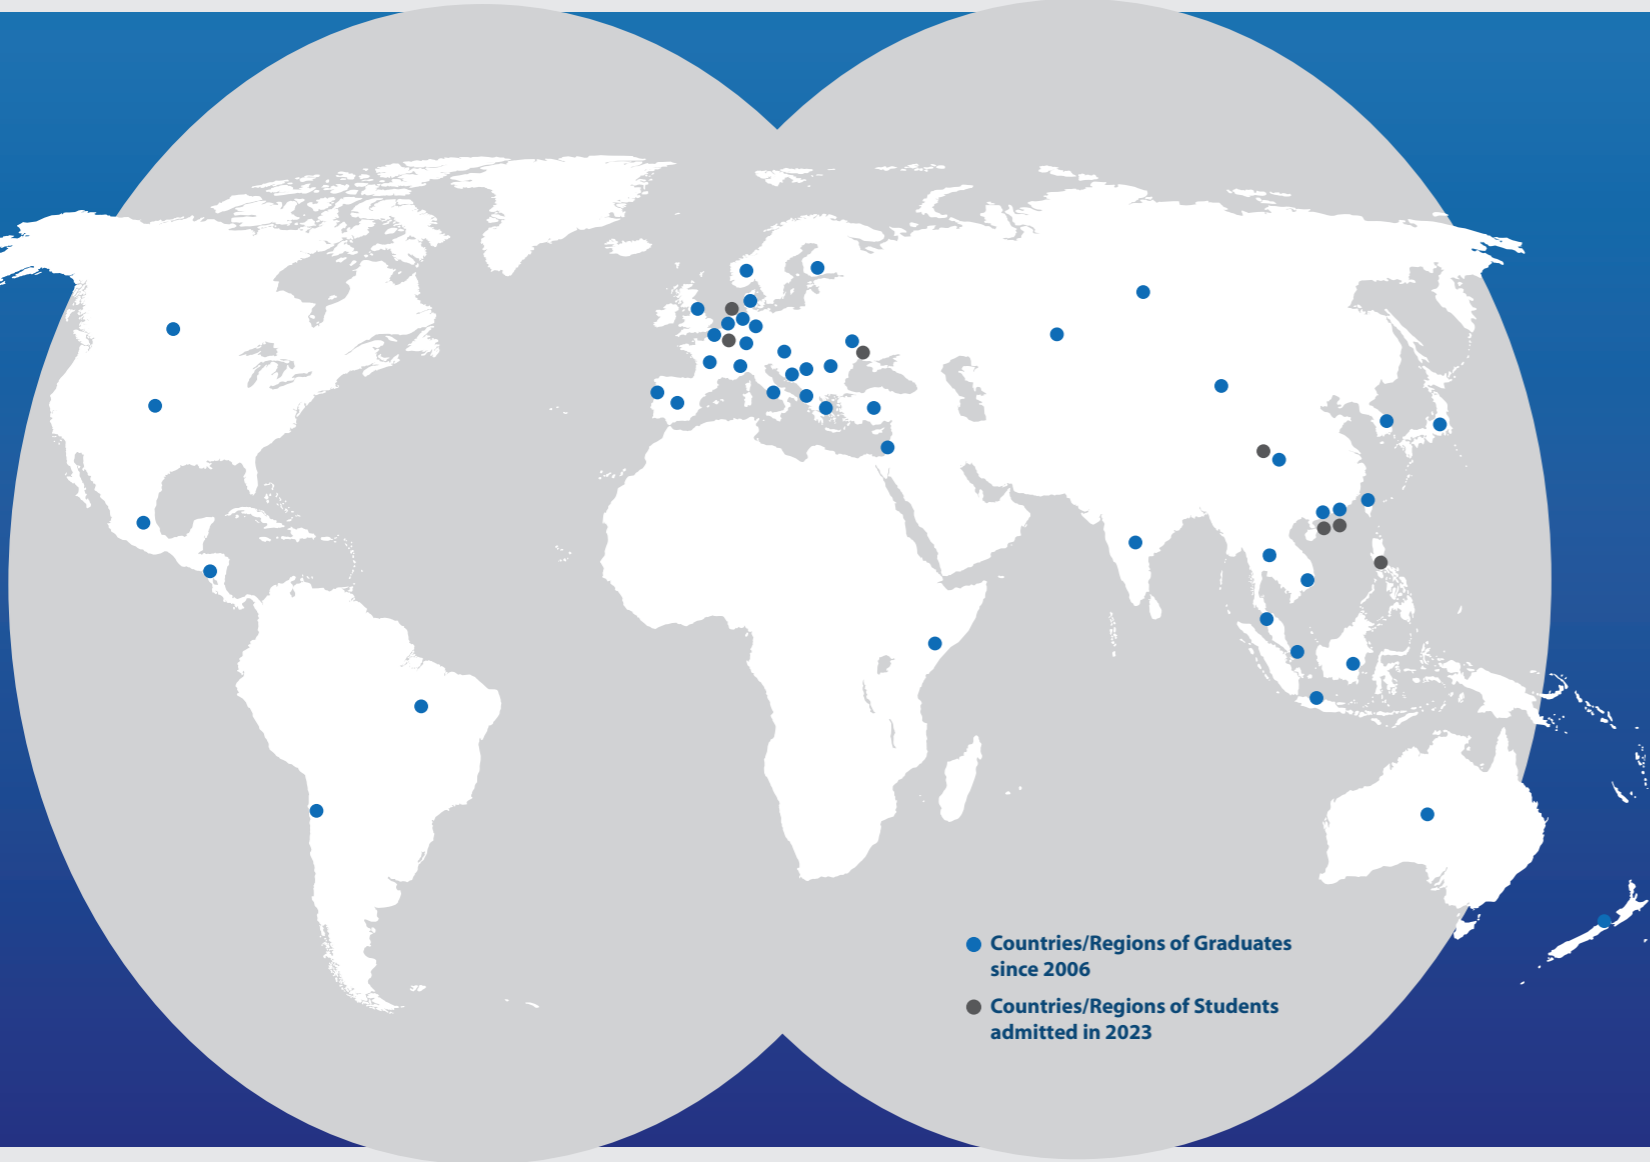 Countries/Regions of Graduates
since 2006
Countries/Regions of Students
admitted in 2023